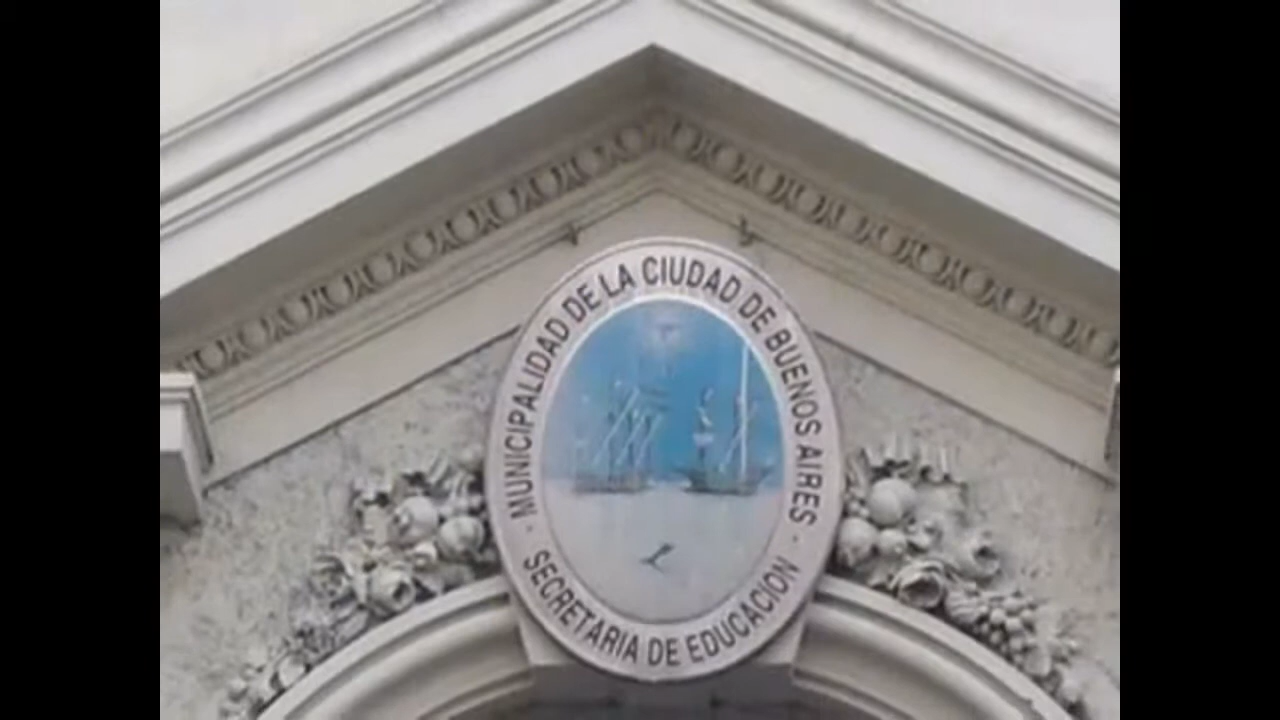 MUNICIPALIDAD DE LA CIUDAD DE BUENOS AIRES
SECRETARIA DE EDUCACION